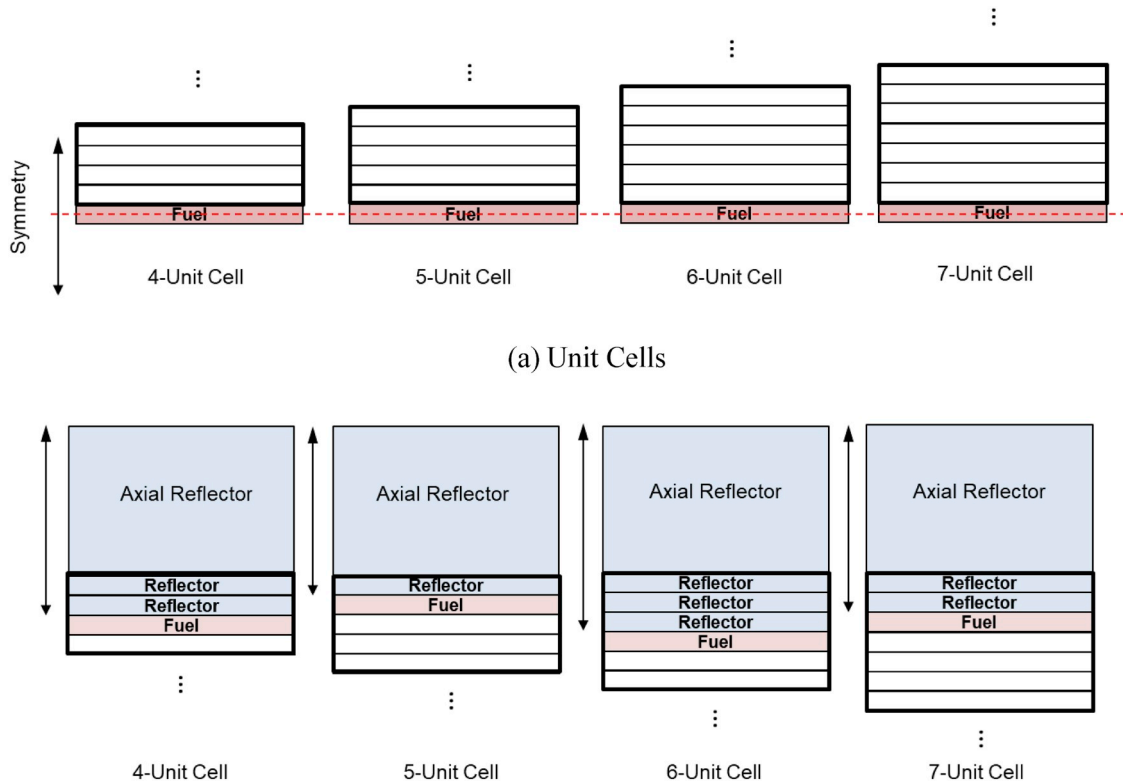 Symmetry
Fuel
Fuel
Fuel
Fuel
4-Unit Cell
5-Unit Cell
6-Unit Cell
7-Unit Cell
(a) Unit Cells
Axial Reflector
Axial Reflector
Axial Reflector
Axial Reflector
Reflector
Reflector
Fuel
Reflector
Fuel
Reflector
Reflector
Reflector
Fuel
Reflector
Reflector
Fuel
4-Unit Cell
5-Unit Cell
6-Unit Cell
7-Unit Cell